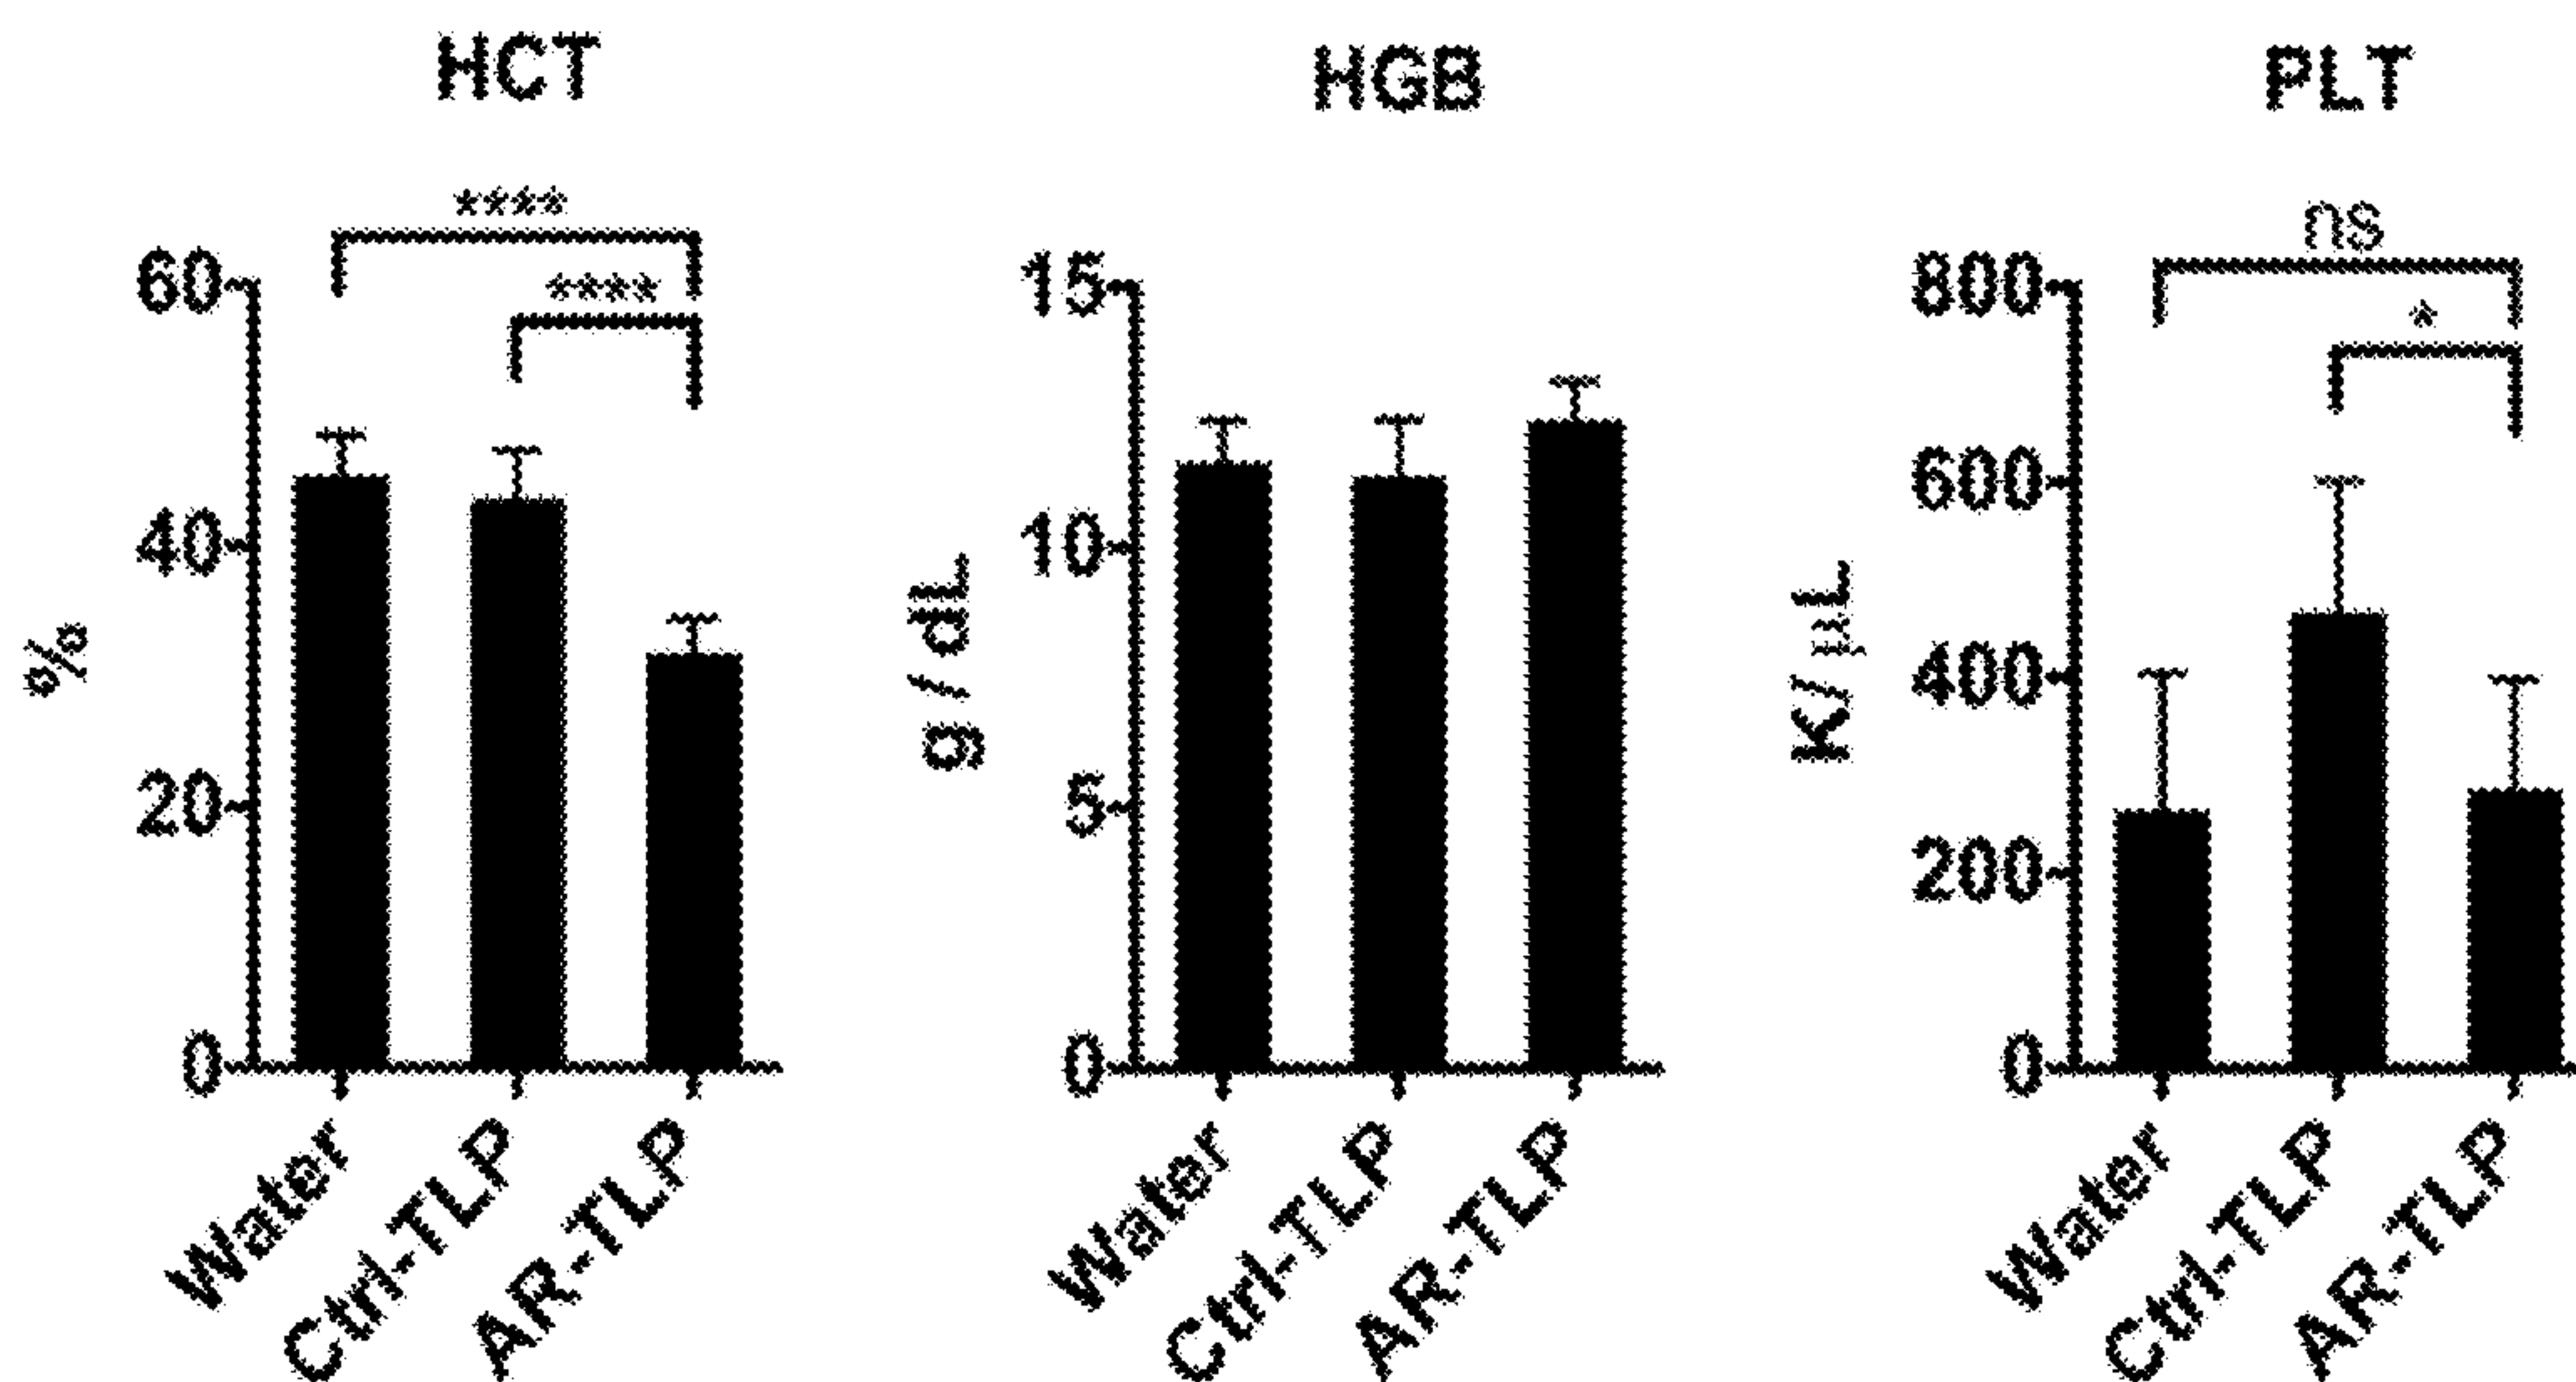 HCT
****
****
60
40
20
0
%
Water
Ctrl-TLP
AR-TLP
HGB
15
10
5
0
g / dL
Water
Ctrl-TLP
AR-TLP
PLT
ns
*
800
600
400
200
0
K/ µL
Water
Ctrl-TLP
AR-TLP